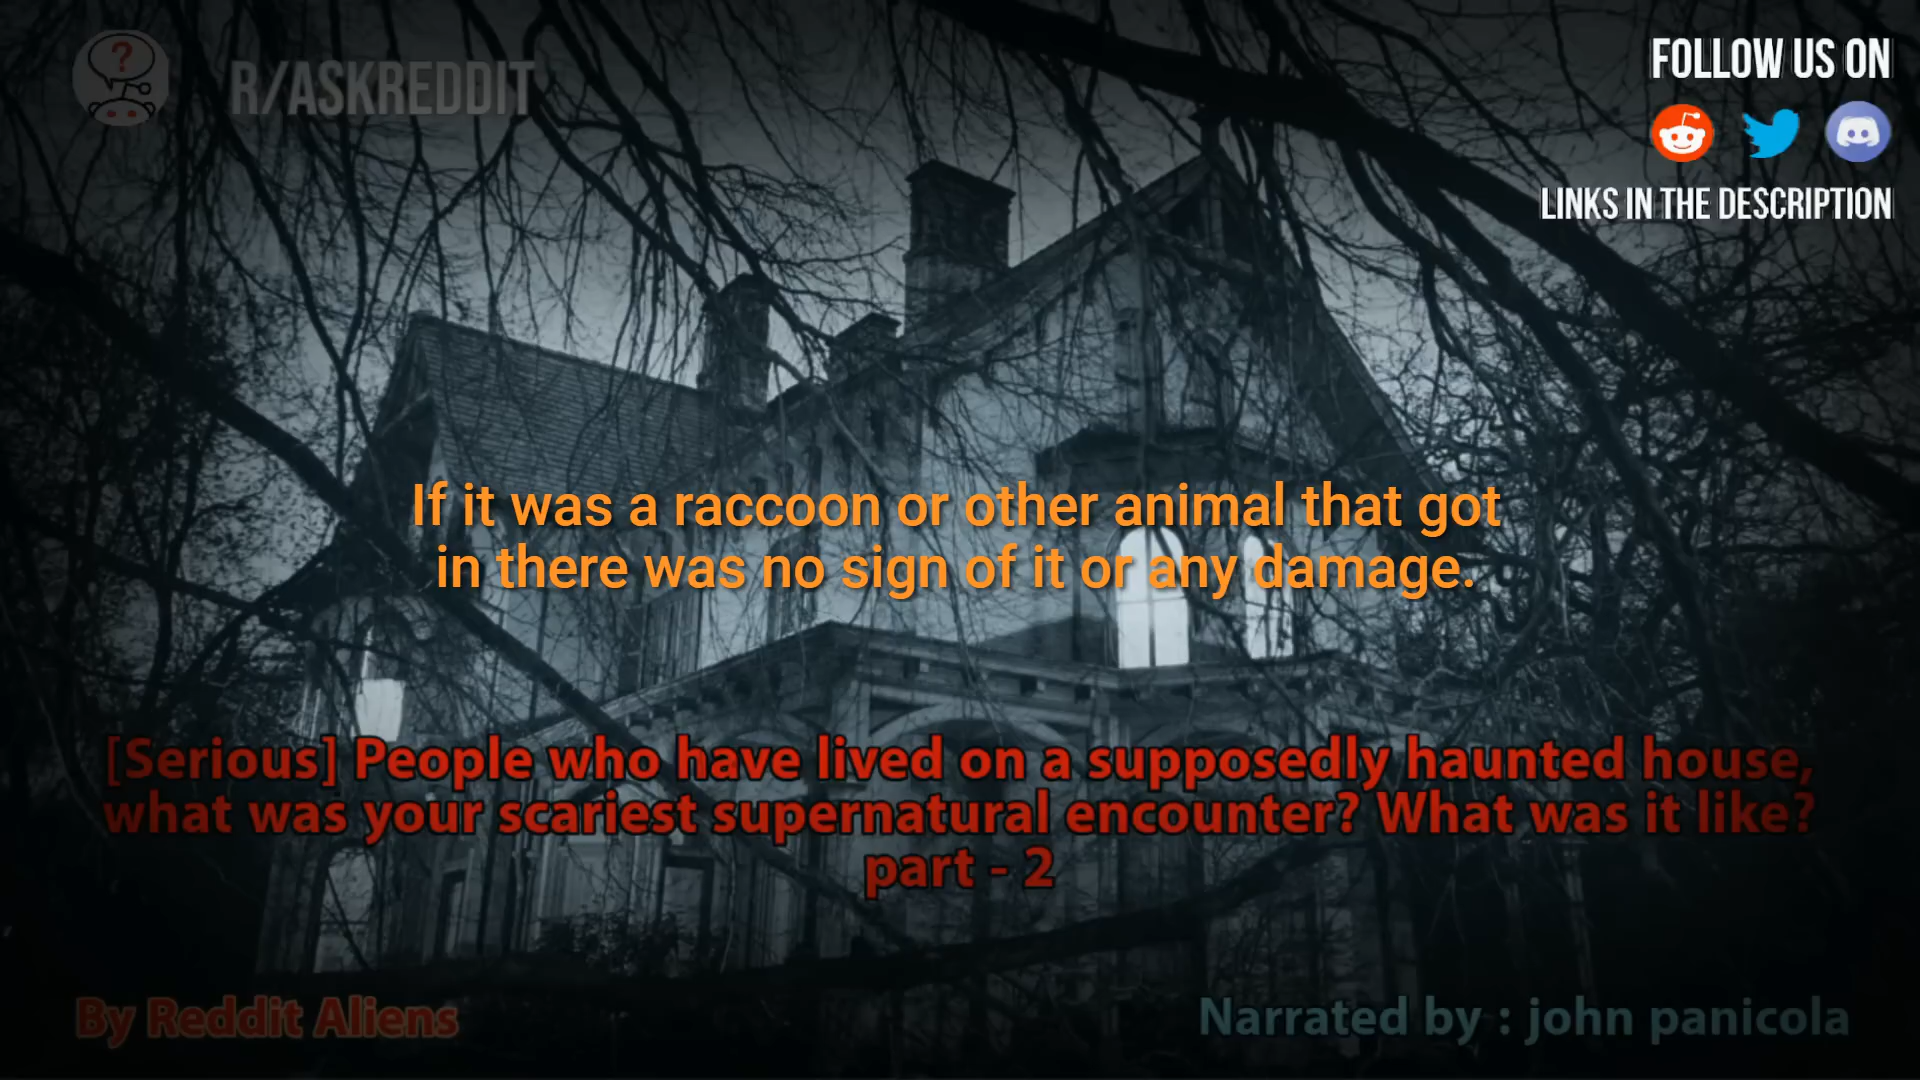 R/ASKREDDIT
FOLLOW US ON
LINKS IN THE DESCRIPTION
If it was a raccoon or other animal that got
in there was no sign of it or any damage.
[Serious] People who have lived on a supposedly haunted house,
what was your scariest supernatural encounter? What was it like?
part - 2
By Reddit Aliens
Narrated by : john panicola